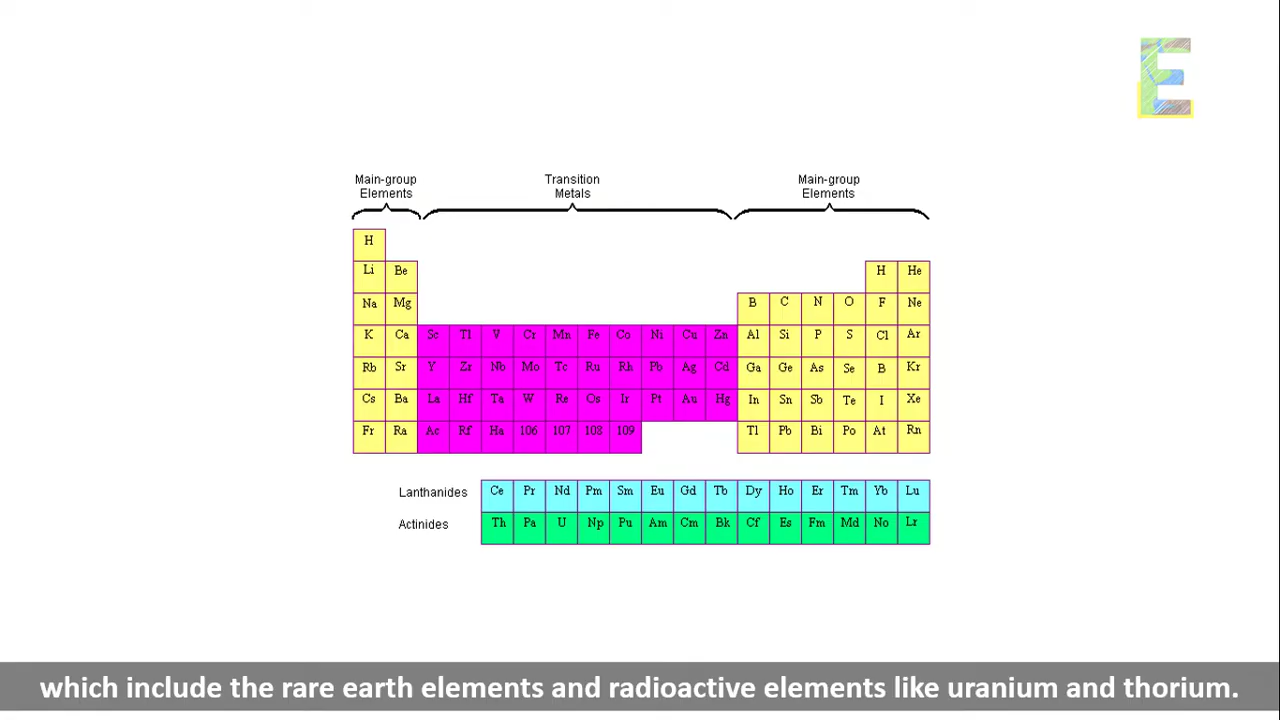 E
Main-group Transition Main-group
Elements Metals Elements
H
Li Be H He
Na Mg B C N O F Ne
K Ca Sc Tl V Cr Mn Fe Co Ni Cu Zn Al Si P S Cl Ar
Rb Sr Y Zr Nb Mo Tc Ru Rh Pb Ag Cd Ga Ge As Se B Kr
Cs Ba La Hf Ta W Re Os Ir Pt Au Hg In Sn Sb Te I Xe
Fr Ra Ac Rf Ha 106 107 108 109 Tl Pb Bi Po At Rn
Lanthanides Ce Pr Nd Pm Sm Eu Gd Tb Dy Ho Er Tm Yb Lu
Actinides Th Pa U Np Pu Am Cm Bk Cf Es Fm Md No Lr
which include the rare earth elements and radioactive elements like uranium and thorium.